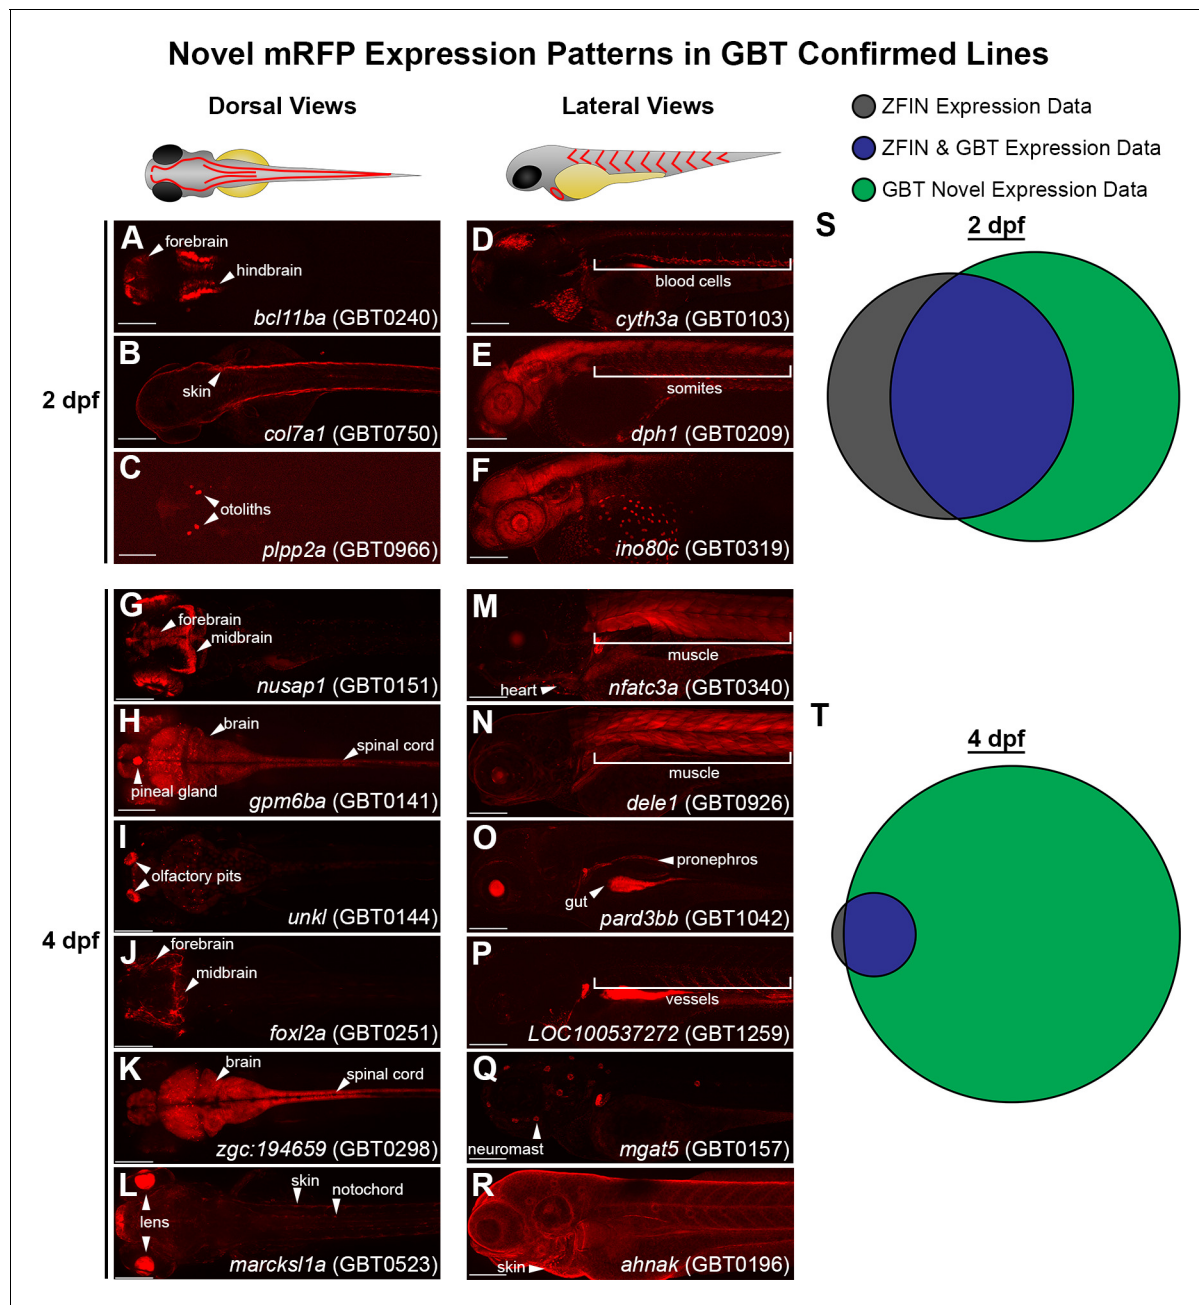 Novel mRFP Expression Patterns in GBT Confirmed Lines
Dorsal Views
Lateral Views
ZFIN Expression Data
ZFIN & GBT Expression Data
GBT Novel Expression Data
2 dpf
A
forebrain
hindbrain
bcl11ba (GBT0240)
B
skin
col7a1 (GBT0750)
C
otoliths
plpp2a (GBT0966)
D
blood cells
cyth3a (GBT0103)
E
somites
dph1 (GBT0209)
F
ino80c (GBT0319)
S
2 dpf
4 dpf
G
forebrain
midbrain
nusap1 (GBT0151)
H
brain
spinal cord
pineal gland
gpm6ba (GBT0141)
I
olfactory pits
unkl (GBT0144)
J
forebrain
midbrain
foxl2a (GBT0251)
K
brain
spinal cord
zgc:194659 (GBT0298)
L
skin
notochord
lens
marcksl1a (GBT0523)
M
muscle
heart
nfatc3a (GBT0340)
N
muscle
dele1 (GBT0926)
O
pronephros
gut
pard3bb (GBT1042)
P
vessels
LOC100537272 (GBT1259)
Q
neuromast
mgat5 (GBT0157)
R
skin
ahnak (GBT0196)
T
4 dpf